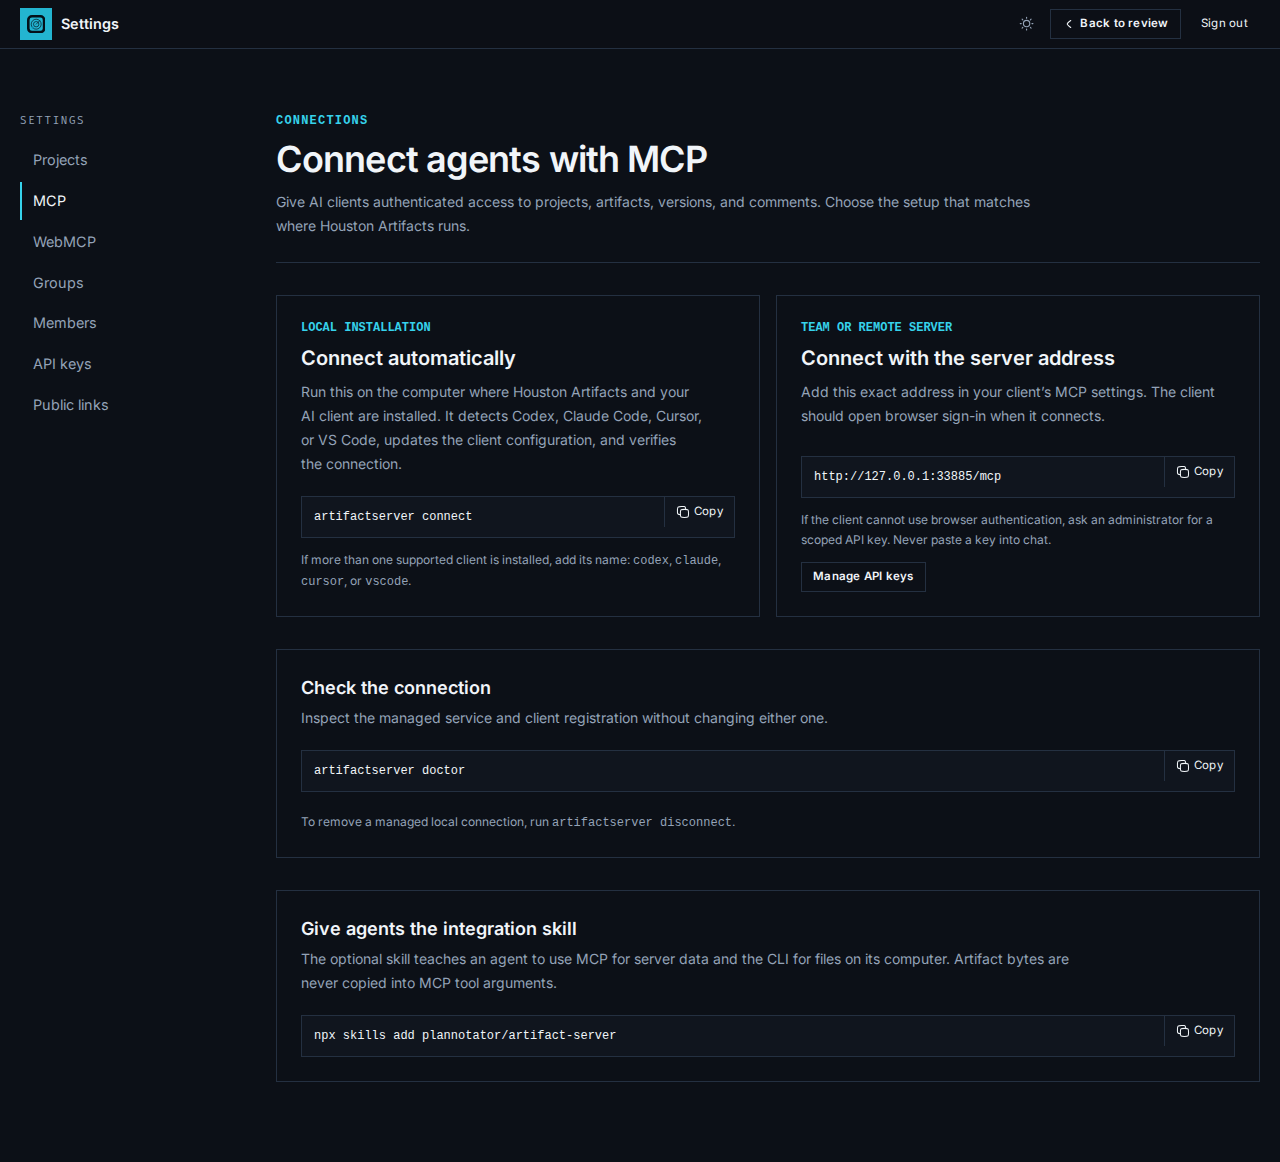 Settings
Back to review
Sign out
SETTINGS
Projects
MCP
WebMCP
Groups
Members
API keys
Public links
CONNECTIONS
Connect agents with MCP
Give AI clients authenticated access to projects, artifacts, versions, and comments. Choose the setup that matches
where Houston Artifacts runs.
LOCAL INSTALLATION
Connect automatically
Run this on the computer where Houston Artifacts and your
AI client are installed. It detects Codex, Claude Code, Cursor,
or VS Code, updates the client configuration, and verifies
the connection.
artifactserver connect
Copy
If more than one supported client is installed, add its name: codex, claude,
cursor, or vscode.
TEAM OR REMOTE SERVER
Connect with the server address
Add this exact address in your client’s MCP settings. The client
should open browser sign-in when it connects.
http://127.0.0.1:33885/mcp
Copy
If the client cannot use browser authentication, ask an administrator for a
scoped API key. Never paste a key into chat.
Manage API keys
Check the connection
Inspect the managed service and client registration without changing either one.
artifactserver doctor
Copy
To remove a managed local connection, run artifactserver disconnect.
Give agents the integration skill
The optional skill teaches an agent to use MCP for server data and the CLI for files on its computer. Artifact bytes are
never copied into MCP tool arguments.
npx skills add plannotator/artifact-server
Copy